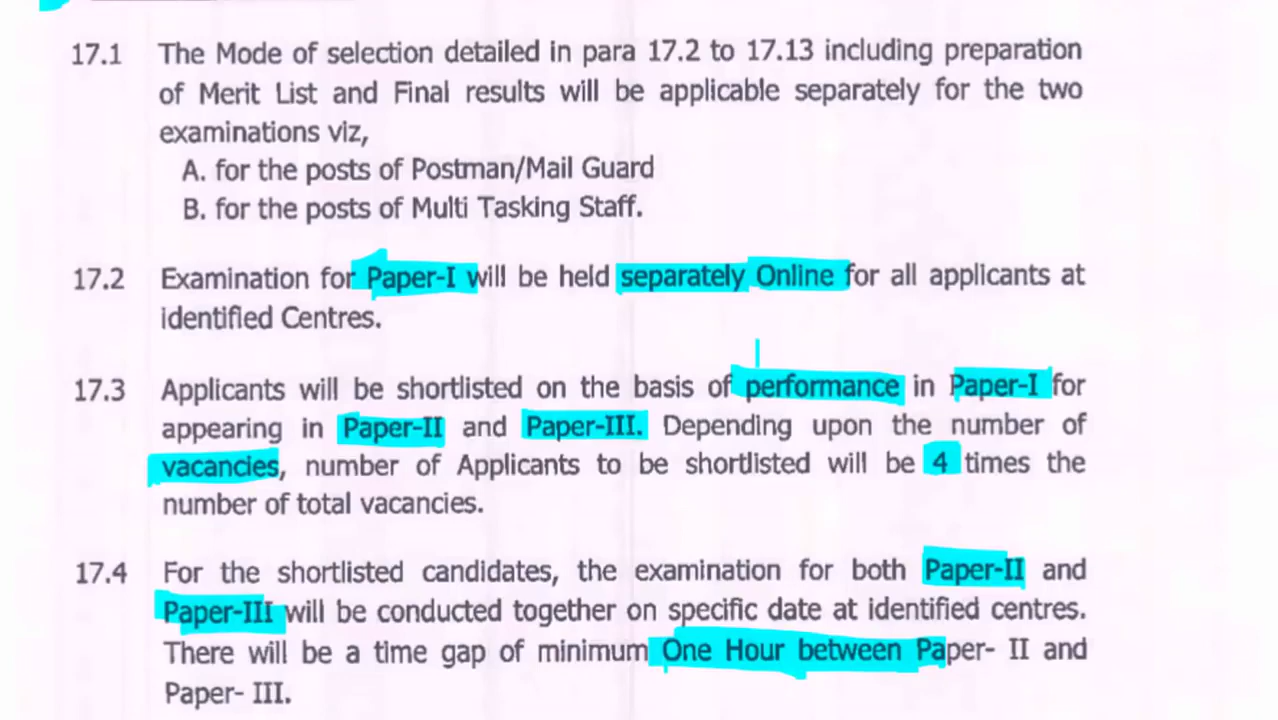 17.1 The Mode of selection detailed in para 17.2 to 17.13 including preparation
of Merit List and Final results will be applicable separately for the two
examinations viz,
A. for the posts of Postman/Mail Guard
B. for the posts of Multi Tasking Staff.
17.2 Examination for Paper-I will be held separately Online for all applicants at
identified Centres.
17.3 Applicants will be shortlisted on the basis of performance in Paper-I for
appearing in Paper-II and Paper-III. Depending upon the number of
vacancies, number of Applicants to be shortlisted will be 4 times the
number of total vacancies.
17.4 For the shortlisted candidates, the examination for both Paper-II and
Paper-III will be conducted together on specific date at identified centres.
There will be a time gap of minimum One Hour between Paper- II and
Paper- III.